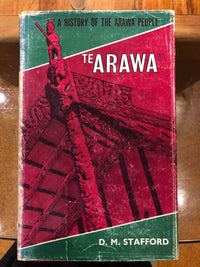 A HISTORY OF THE ARAWA PEOPLE
TE ARAWA
D. M. STAFFORD